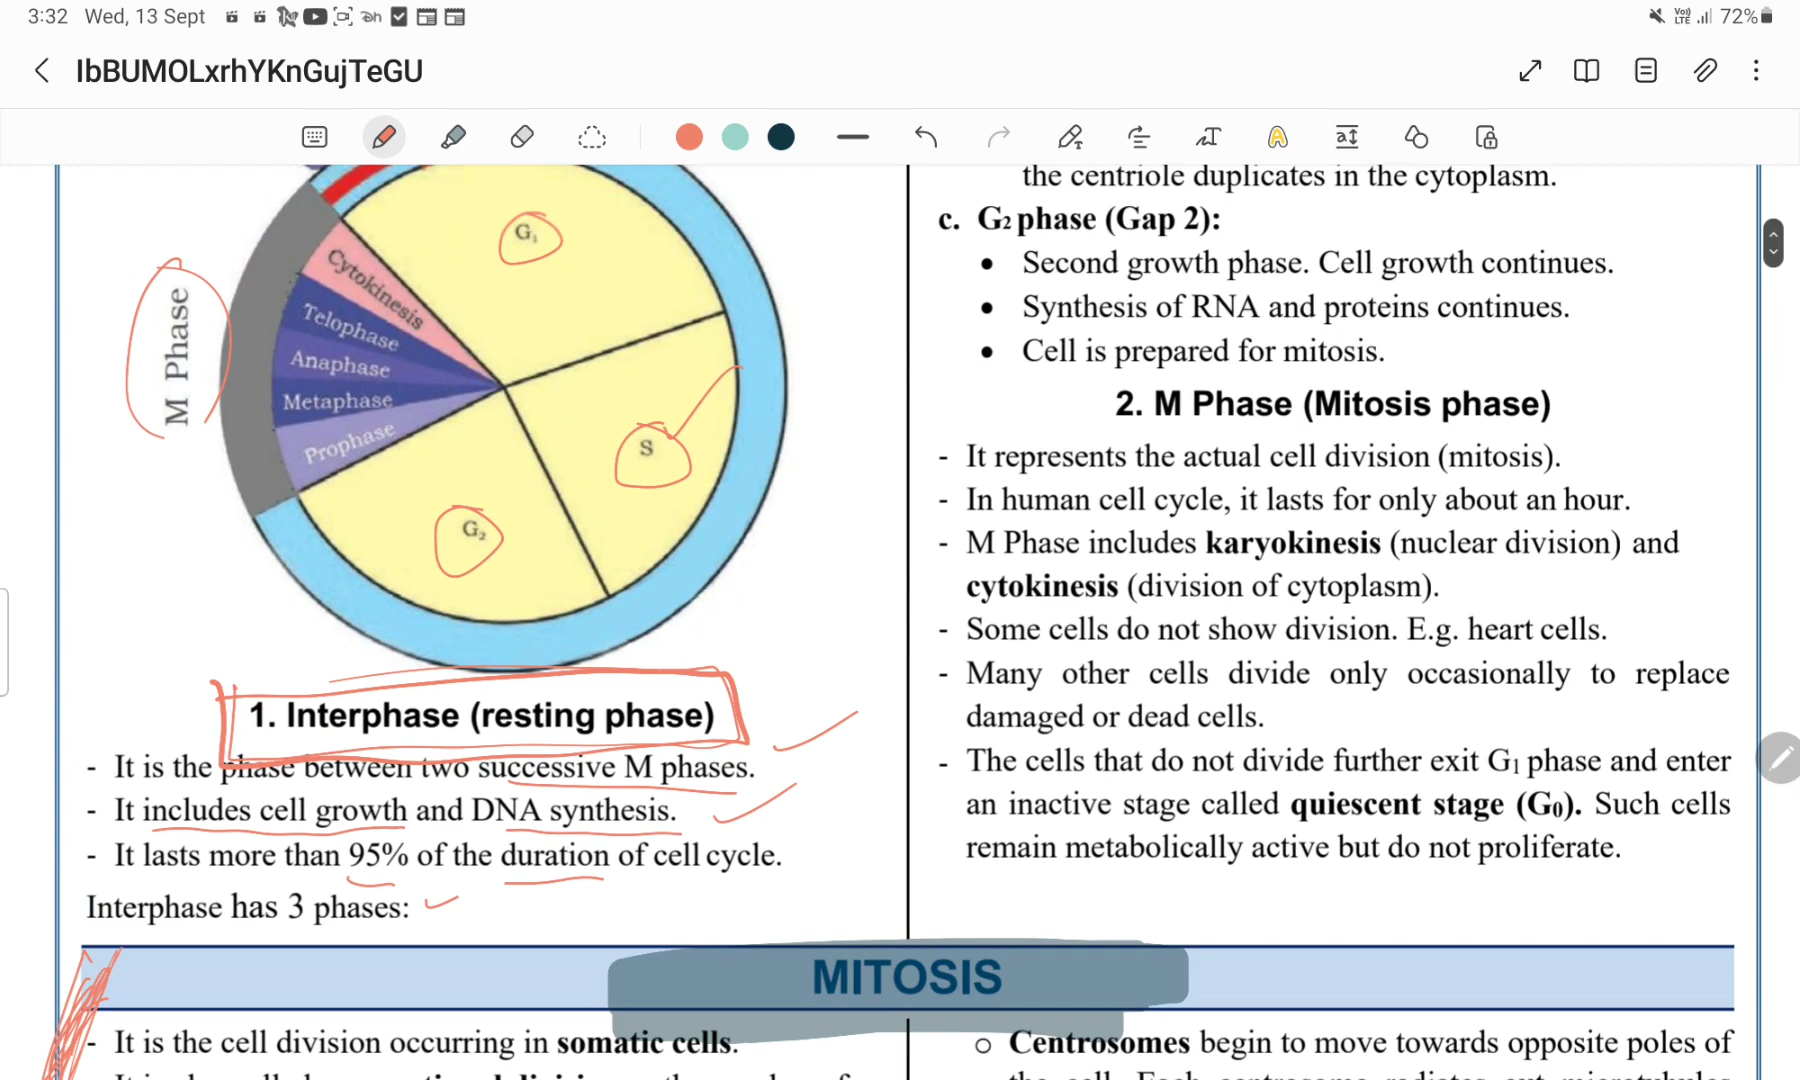 3:32 Wed, 13 Sept
72%
IbBUMOLxrhYKnGujTeGU
M Phase
Cytokinesis
Telophase
Anaphase
Metaphase
Prophase
G₁
S
G₂
1. Interphase (resting phase)
- It is the phase between two successive M phases.
- It includes cell growth and DNA synthesis.
- It lasts more than 95% of the duration of cell cycle.
Interphase has 3 phases:
the centriole duplicates in the cytoplasm.
c. G₂ phase (Gap 2):
• Second growth phase. Cell growth continues.
• Synthesis of RNA and proteins continues.
• Cell is prepared for mitosis.
2. M Phase (Mitosis phase)
- It represents the actual cell division (mitosis).
- In human cell cycle, it lasts for only about an hour.
- M Phase includes karyokinesis (nuclear division) and
cytokinesis (division of cytoplasm).
- Some cells do not show division. E.g. heart cells.
- Many other cells divide only occasionally to replace
damaged or dead cells.
- The cells that do not divide further exit G₁ phase and enter
an inactive stage called quiescent stage (G₀). Such cells
remain metabolically active but do not proliferate.
MITOSIS
- It is the cell division occurring in somatic cells.
o Centrosomes begin to move towards opposite poles of